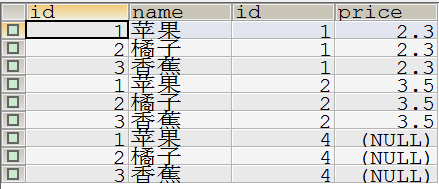 id name id price
1 苹果 1 2.3
2 橘子 1 2.3
3 香蕉 1 2.3
1 苹果 2 3.5
2 橘子 2 3.5
3 香蕉 2 3.5
1 苹果 4 (NULL)
2 橘子 4 (NULL)
3 香蕉 4 (NULL)